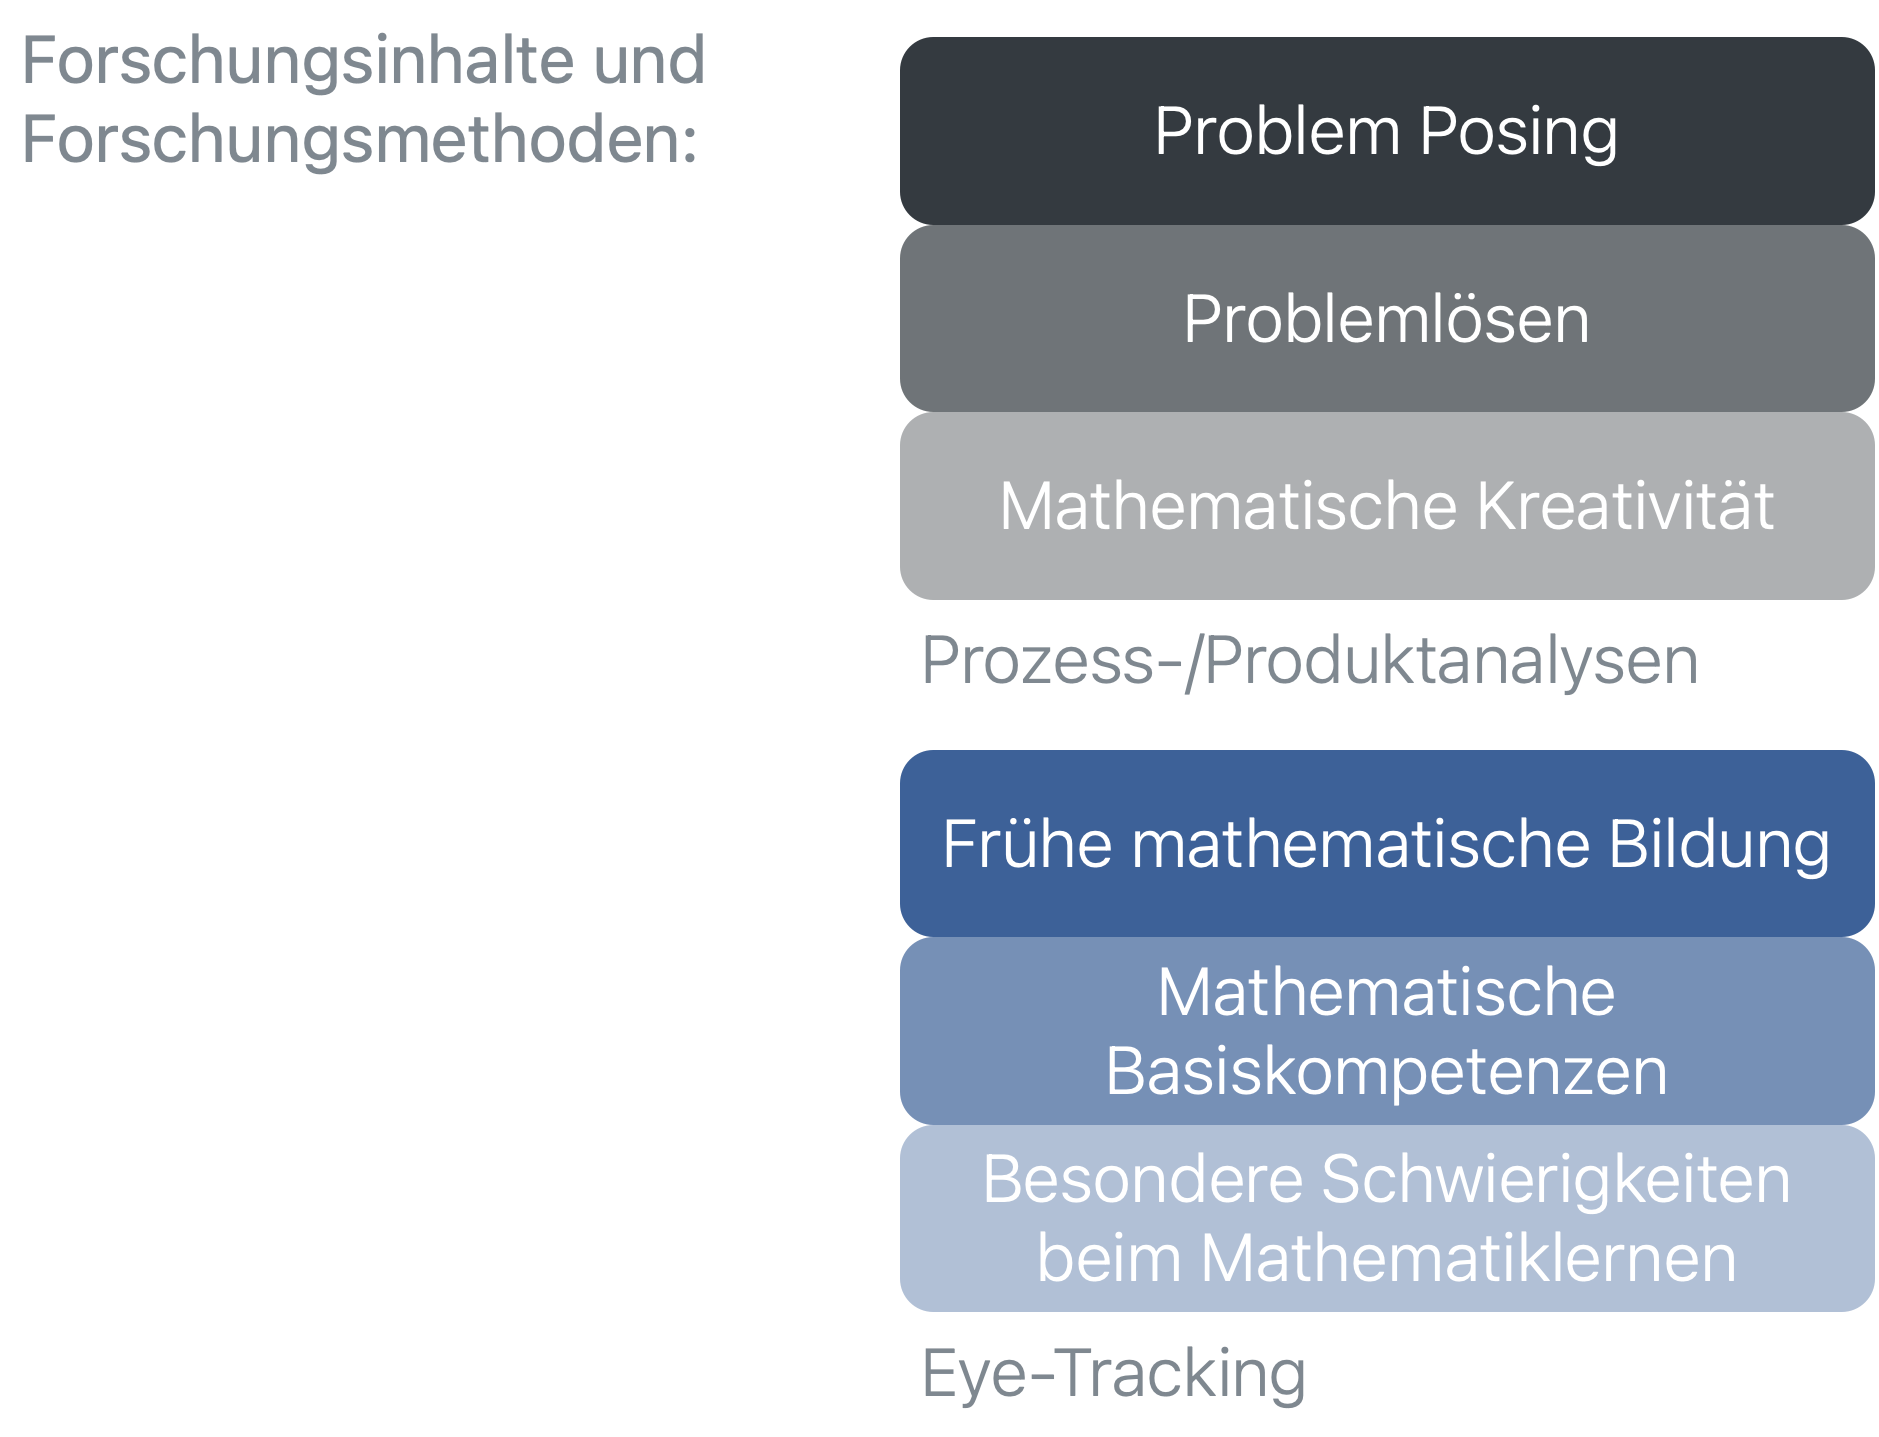 Forschungsinhalte und
Forschungsmethoden:
Problem Posing
Problemlösen
Mathematische Kreativität
Prozess-/Produktanalysen
Frühe mathematische Bildung
Mathematische
Basiskompetenzen
Besondere Schwierigkeiten
beim Mathematiklernen
Eye-Tracking